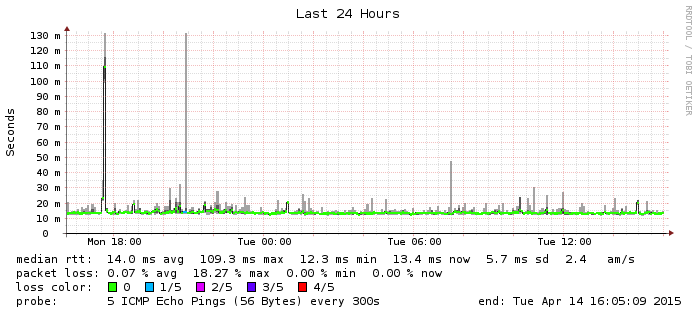 Last 24 Hours
RRDTOOL / TOBI OETIKER
Seconds
130 m
120 m
110 m
100 m
90 m
80 m
70 m
60 m
50 m
40 m
30 m
20 m
10 m
0
Mon 18:00 Tue 00:00 Tue 06:00 Tue 12:00
median rtt: 14.0 ms avg 109.3 ms max 12.3 ms min 13.4 ms now 5.7 ms sd 2.4 am/s
packet loss: 0.07 % avg 18.27 % max 0.00 % min 0.00 % now
loss color: 0 1/5 2/5 3/5 4/5
probe: 5 ICMP Echo Pings (56 Bytes) every 300s end: Tue Apr 14 16:05:09 2015